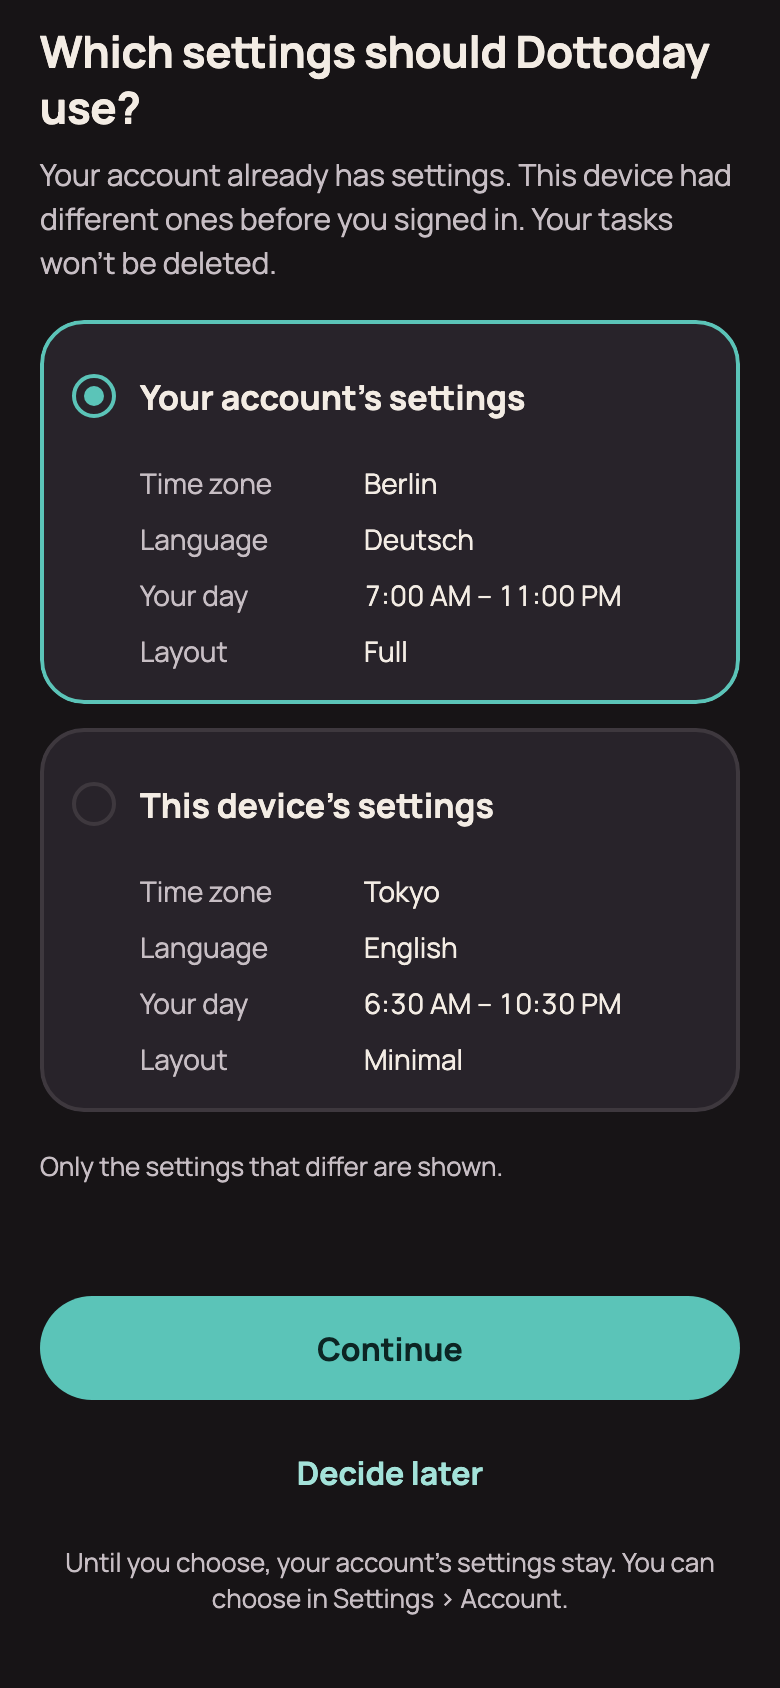 Which settings should Dottoday
use?
Your account already has settings. This device had
different ones before you signed in. Your tasks
won’t be deleted.
Your account’s settings
Time zone Berlin
Language Deutsch
Your day 7:00 AM – 11:00 PM
Layout Full
This device’s settings
Time zone Tokyo
Language English
Your day 6:30 AM – 10:30 PM
Layout Minimal
Only the settings that differ are shown.
Continue
Decide later
Until you choose, your account’s settings stay. You can
choose in Settings › Account.